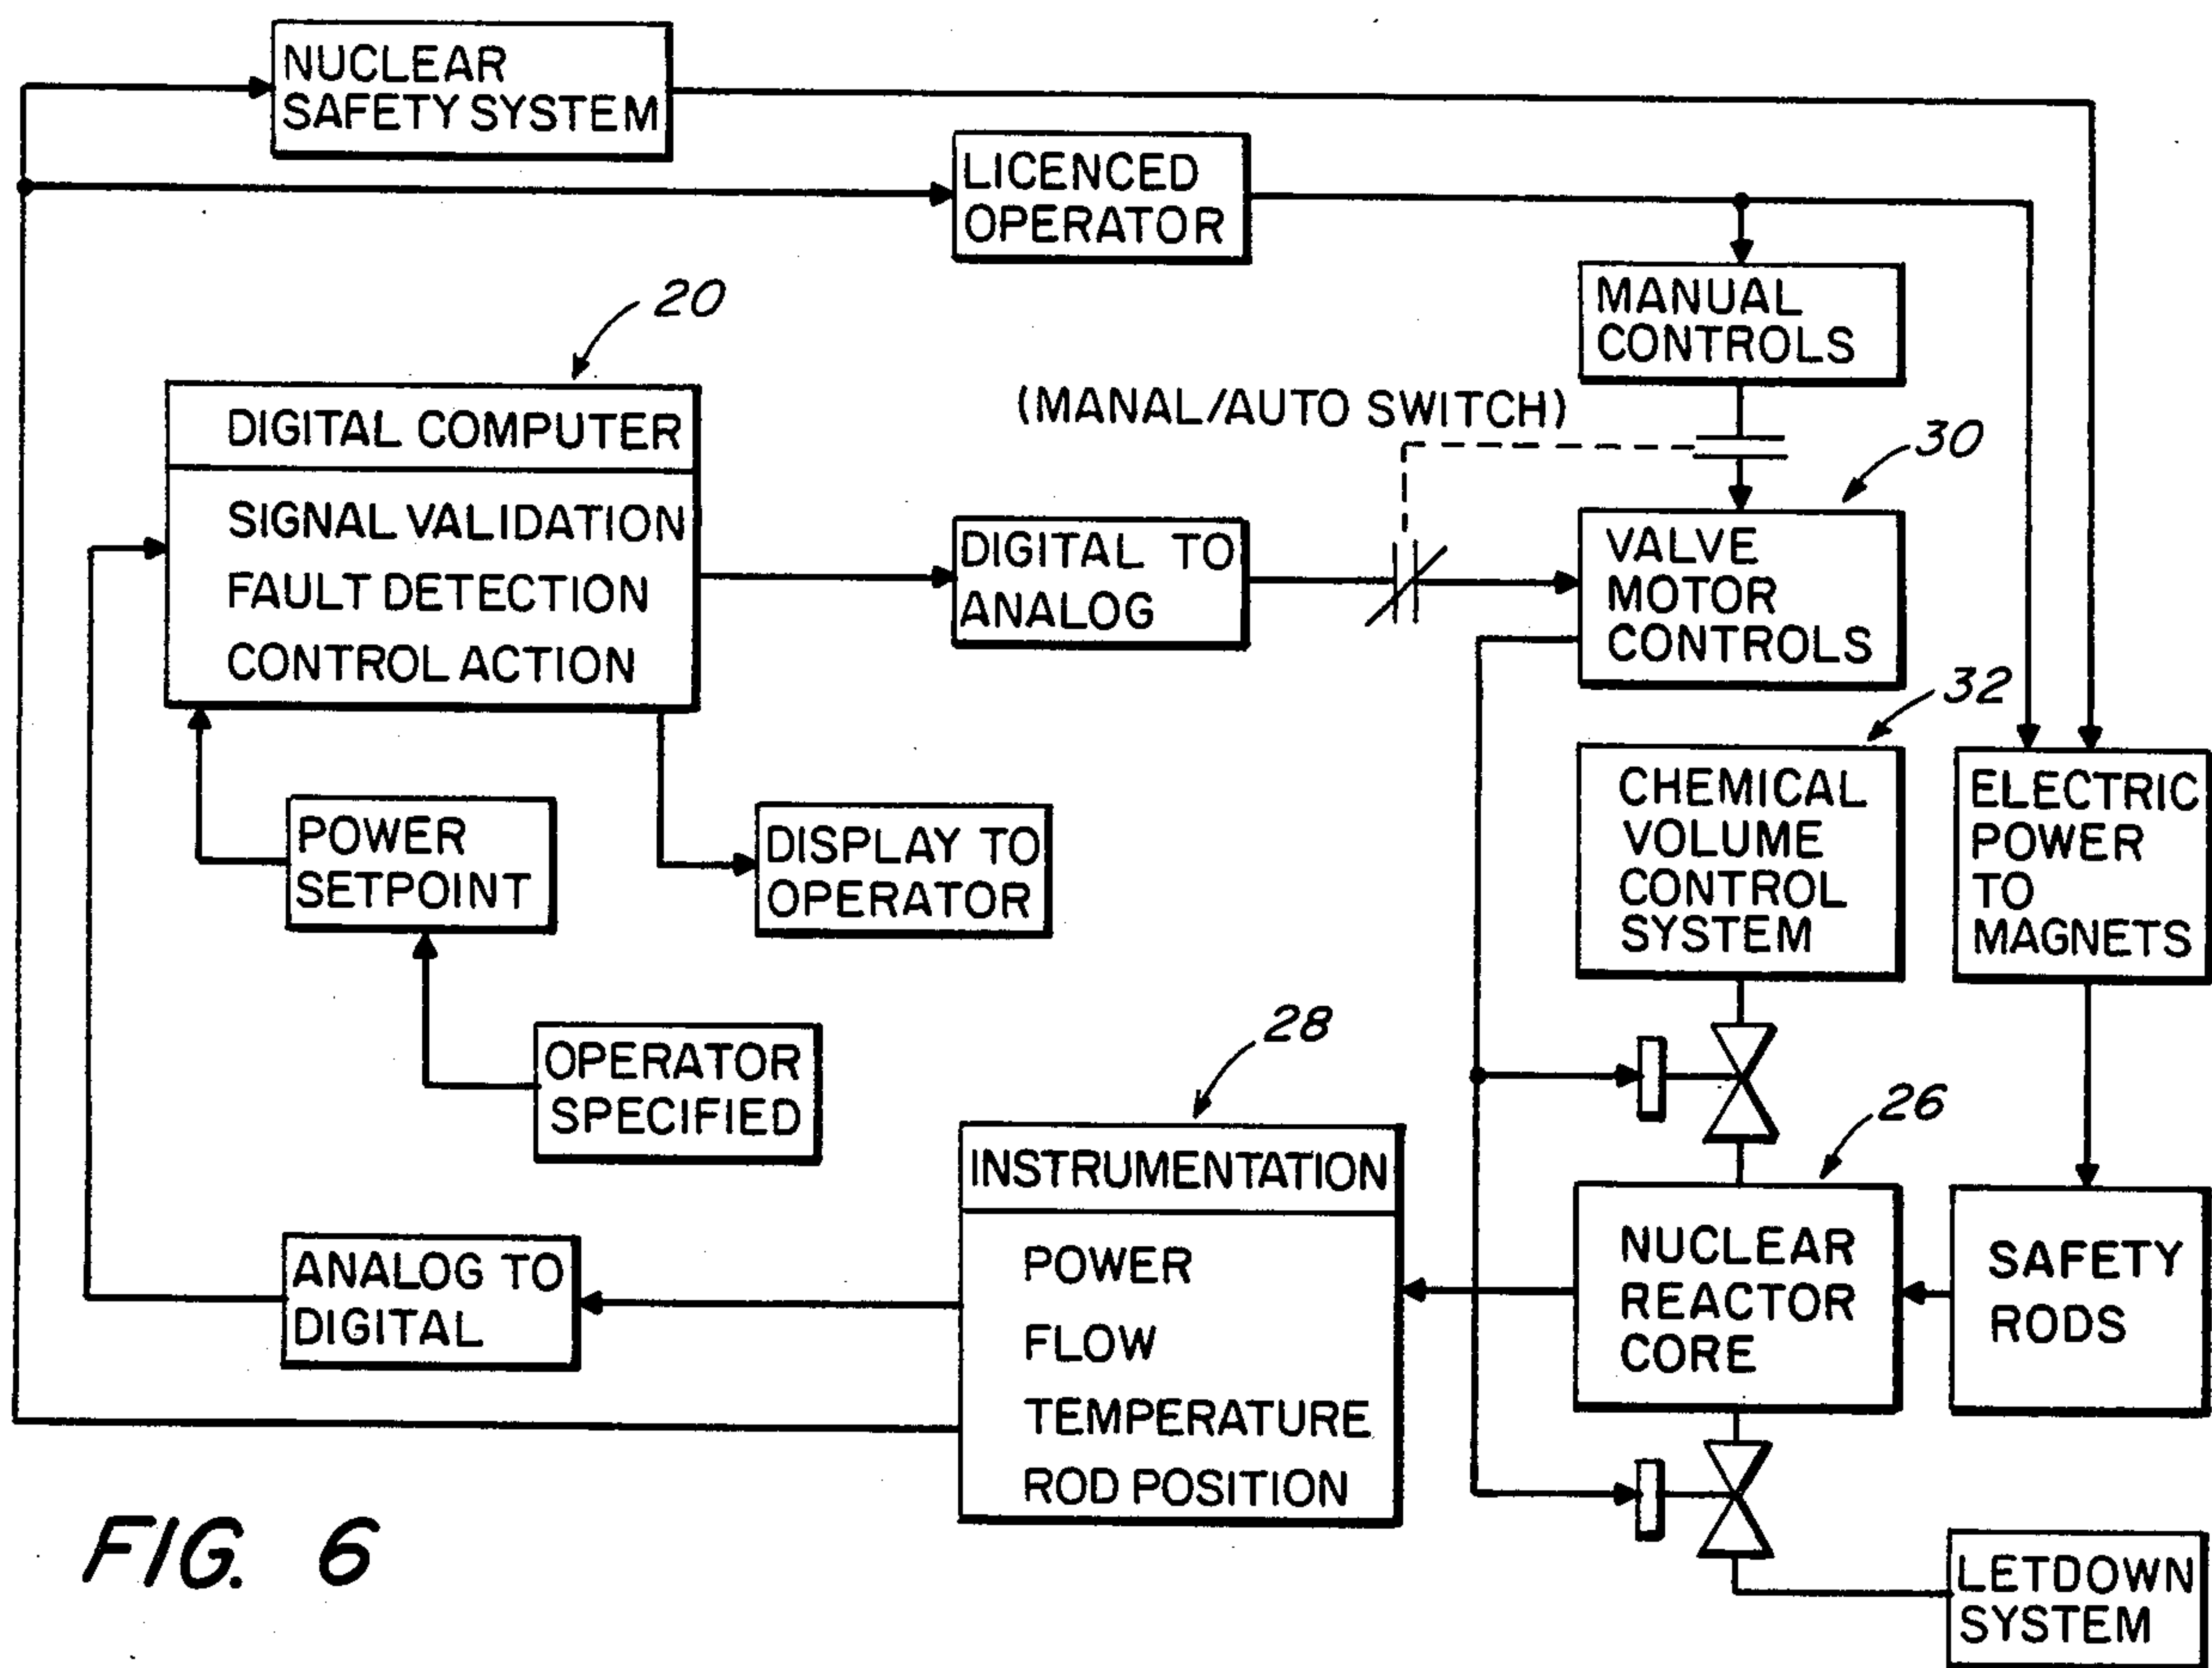 NUCLEAR
SAFETY SYSTEM
LICENCED
OPERATOR
20
MANUAL
CONTROLS
(MANAL/AUTO SWITCH)
30
DIGITAL COMPUTER
SIGNAL VALIDATION
FAULT DETECTION
CONTROL ACTION
DIGITAL TO
ANALOG
VALVE
MOTOR
CONTROLS
32
CHEMICAL
VOLUME
CONTROL
SYSTEM
ELECTRIC
POWER
TO
MAGNETS
POWER
SETPOINT
DISPLAY TO
OPERATOR
OPERATOR
SPECIFIED
28
26
INSTRUMENTATION
POWER
FLOW
TEMPERATURE
ROD POSITION
ANALOG TO
DIGITAL
NUCLEAR
REACTOR
CORE
SAFETY
RODS
LETDOWN
SYSTEM
FIG. 6